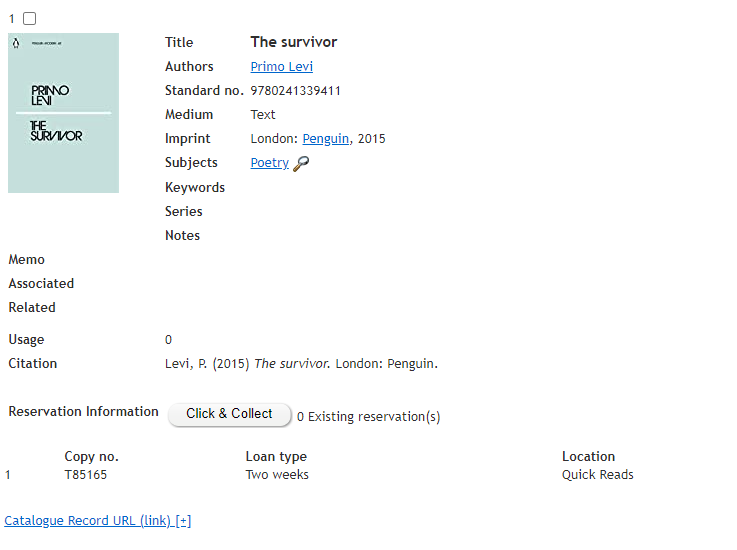 1
PENGUIN MODERN: 48
PRIMO
LEVI
THE
SURVIVOR
Title The survivor
Authors Primo Levi
Standard no. 9780241339411
Medium Text
Imprint London: Penguin, 2015
Subjects Poetry
Keywords
Series
Notes
Memo
Associated
Related
Usage 0
Citation Levi, P. (2015) The survivor. London: Penguin.
Reservation Information Click & Collect 0 Existing reservation(s)
Copy no. Loan type Location
1 T85165 Two weeks Quick Reads
Catalogue Record URL (link) [+]